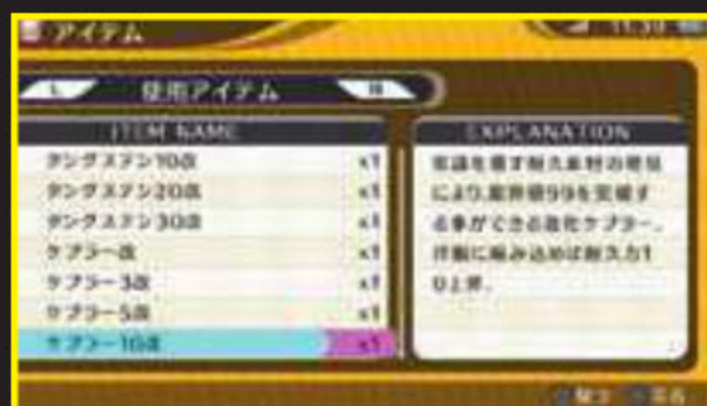 アイテム
使用アイテム
ITEM NAME
EXPLANATION
タングステン10改 x1
タングステン20改 x1
タングステン30改 x1
ケブラー改 x1
ケブラー3改 x1
ケブラー5改 x1
ケブラー10改 x1
常識を覆す耐久素材の発見
により、限界値99を突破す
る事ができる進化ケブラー。
洋服に編み込めば耐久力1
0上昇。
戻る